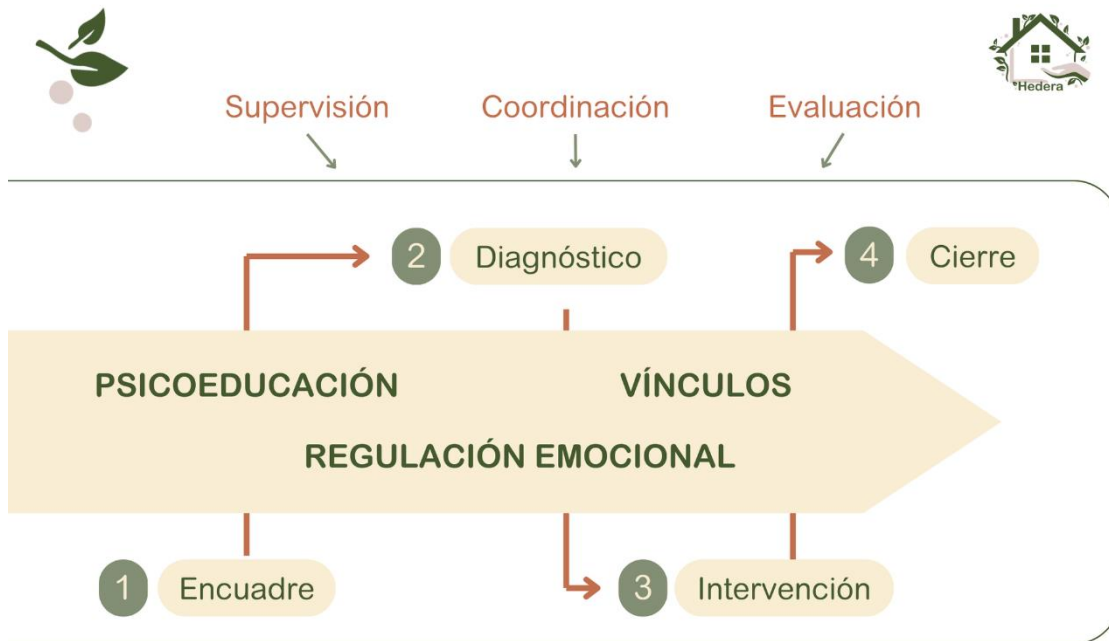 Hedera
Supervisión Coordinación Evaluación
2 Diagnóstico
4 Cierre
PSICOEDUCACIÓN VÍNCULOS
REGULACIÓN EMOCIONAL
1 Encuadre
3 Intervención